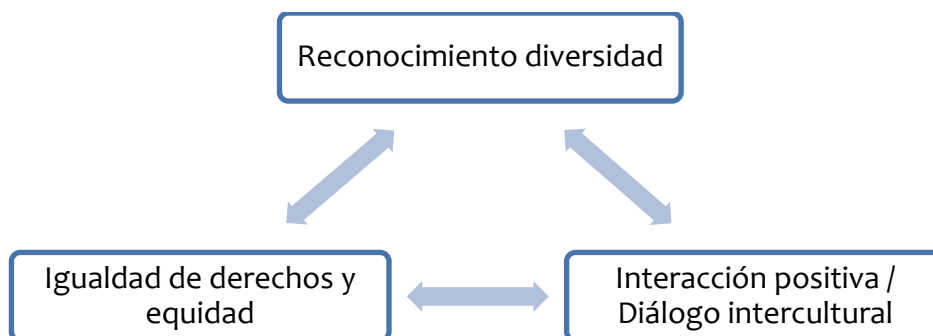 Reconocimiento diversidad
Igualdad de derechos y
equidad
Interacción positiva /
Diálogo intercultural